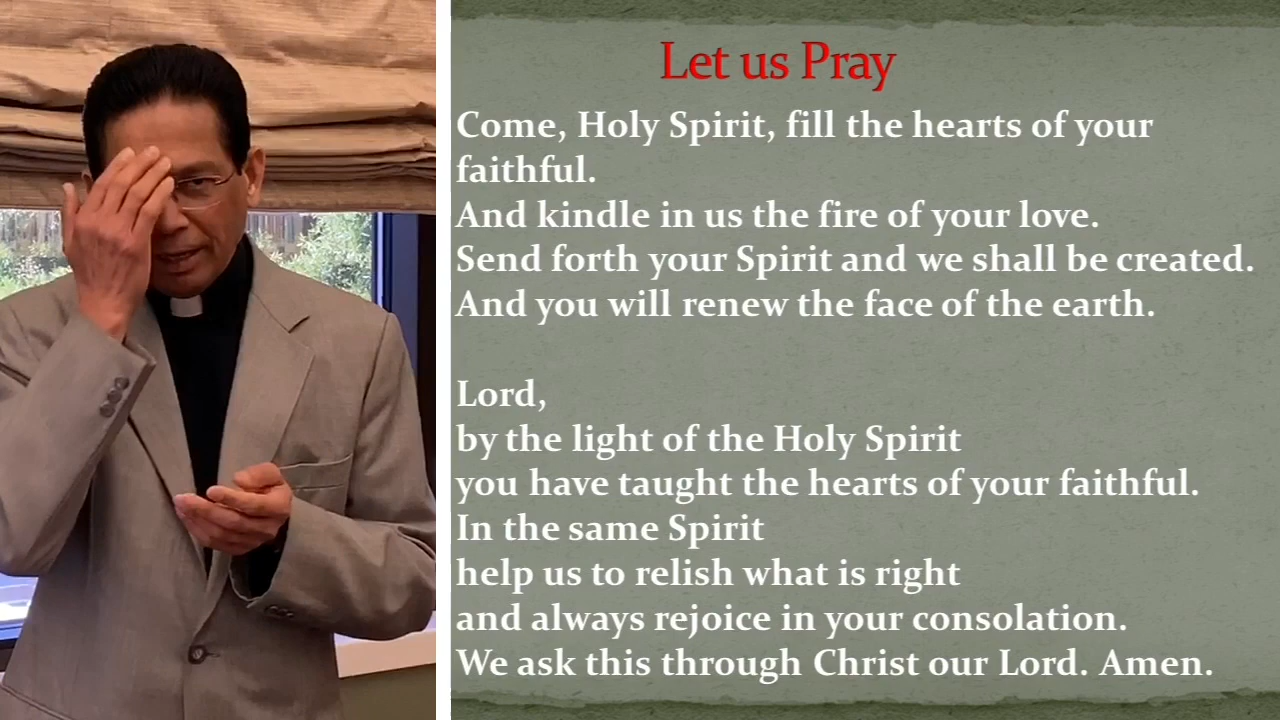 Let us Pray
Come, Holy Spirit, fill the hearts of your
faithful.
And kindle in us the fire of your love.
Send forth your Spirit and we shall be created.
And you will renew the face of the earth.
Lord,
by the light of the Holy Spirit
you have taught the hearts of your faithful.
In the same Spirit
help us to relish what is right
and always rejoice in your consolation.
We ask this through Christ our Lord. Amen.